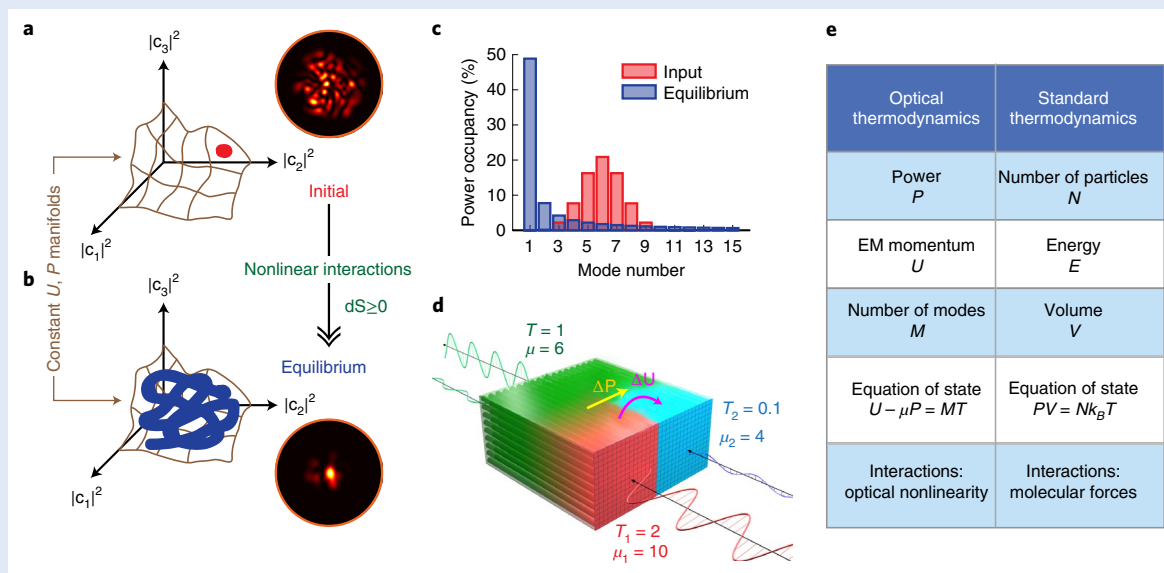 a
|c₃|²
|c₂|²
|c₁|²
Constant U, P manifolds
Initial
Nonlinear interactions
dS≥0
Equilibrium
b
|c₃|²
|c₂|²
|c₁|²
c
Power occupancy (%)
50
40
30
20
10
0
Input
Equilibrium
1 3 5 7 9 11 13 15
Mode number
d
T = 1
μ = 6
ΔP
ΔU
T₂ = 0.1
μ₂ = 4
T₁ = 2
μ₁ = 10
e
Optical
thermodynamics
Standard
thermodynamics
Power
P
Number of particles
N
EM momentum
U
Energy
E
Number of modes
M
Volume
V
Equation of state
U – μP = MT
Equation of state
PV = Nk_BT
Interactions:
optical nonlinearity
Interactions:
molecular forces